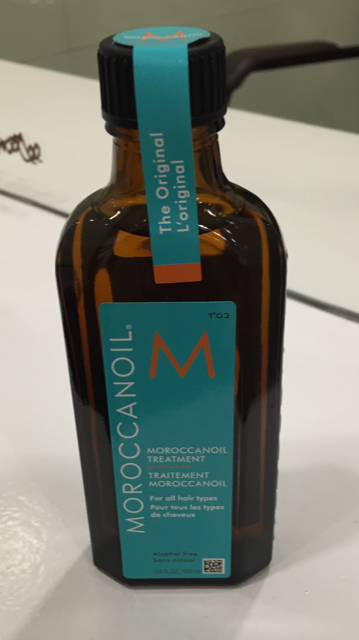 M
The Original
L'original
MOROCCANOIL®
M
MOROCCANOIL
TREATMENT
TRAITEMENT
MOROCCANOIL
For all hair types
Pour tous les types
de cheveux
Alcohol free
Sans alcool